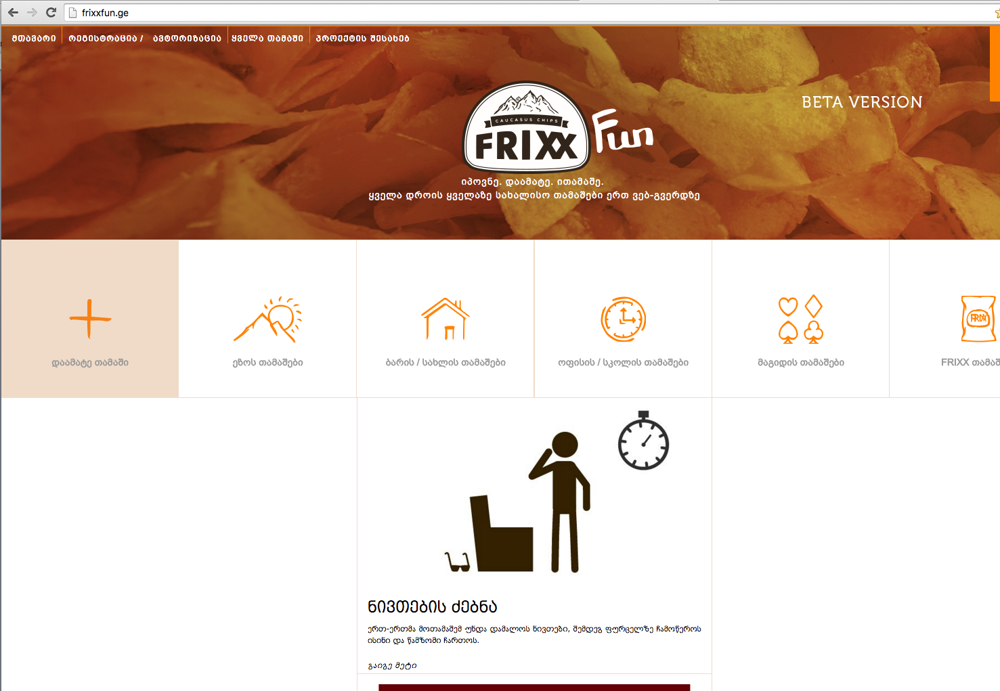 frixxfun.ge
მთავარი
რეგისტრაცია / ავტორიზაცია
ყველა თამაში
პროექტის შესახებ
BETA VERSION
CAUCASUS CHIPS
FRIXX Fun
იპოვნე. დაამატე. ითამაშე.
ყველა დროის ყველაზე სახალისო თამაშები ერთ ვებ-გვერდზე
დაამატე თამაში
ეზოს თამაშები
ბარის / სახლის თამაშები
ოფისის / სკოლის თამაშები
მაგიდის თამაშები
FRIXX
FRIXX თამაშ
ნივთების ძებნა
ერთ-ერთმა მოთამაშემ უნდა დამალოს ნივთები, შემდეგ ფურცელზე ჩამოწეროს
ისინი და წამზომი ჩართოს.
გაიგე მეტი